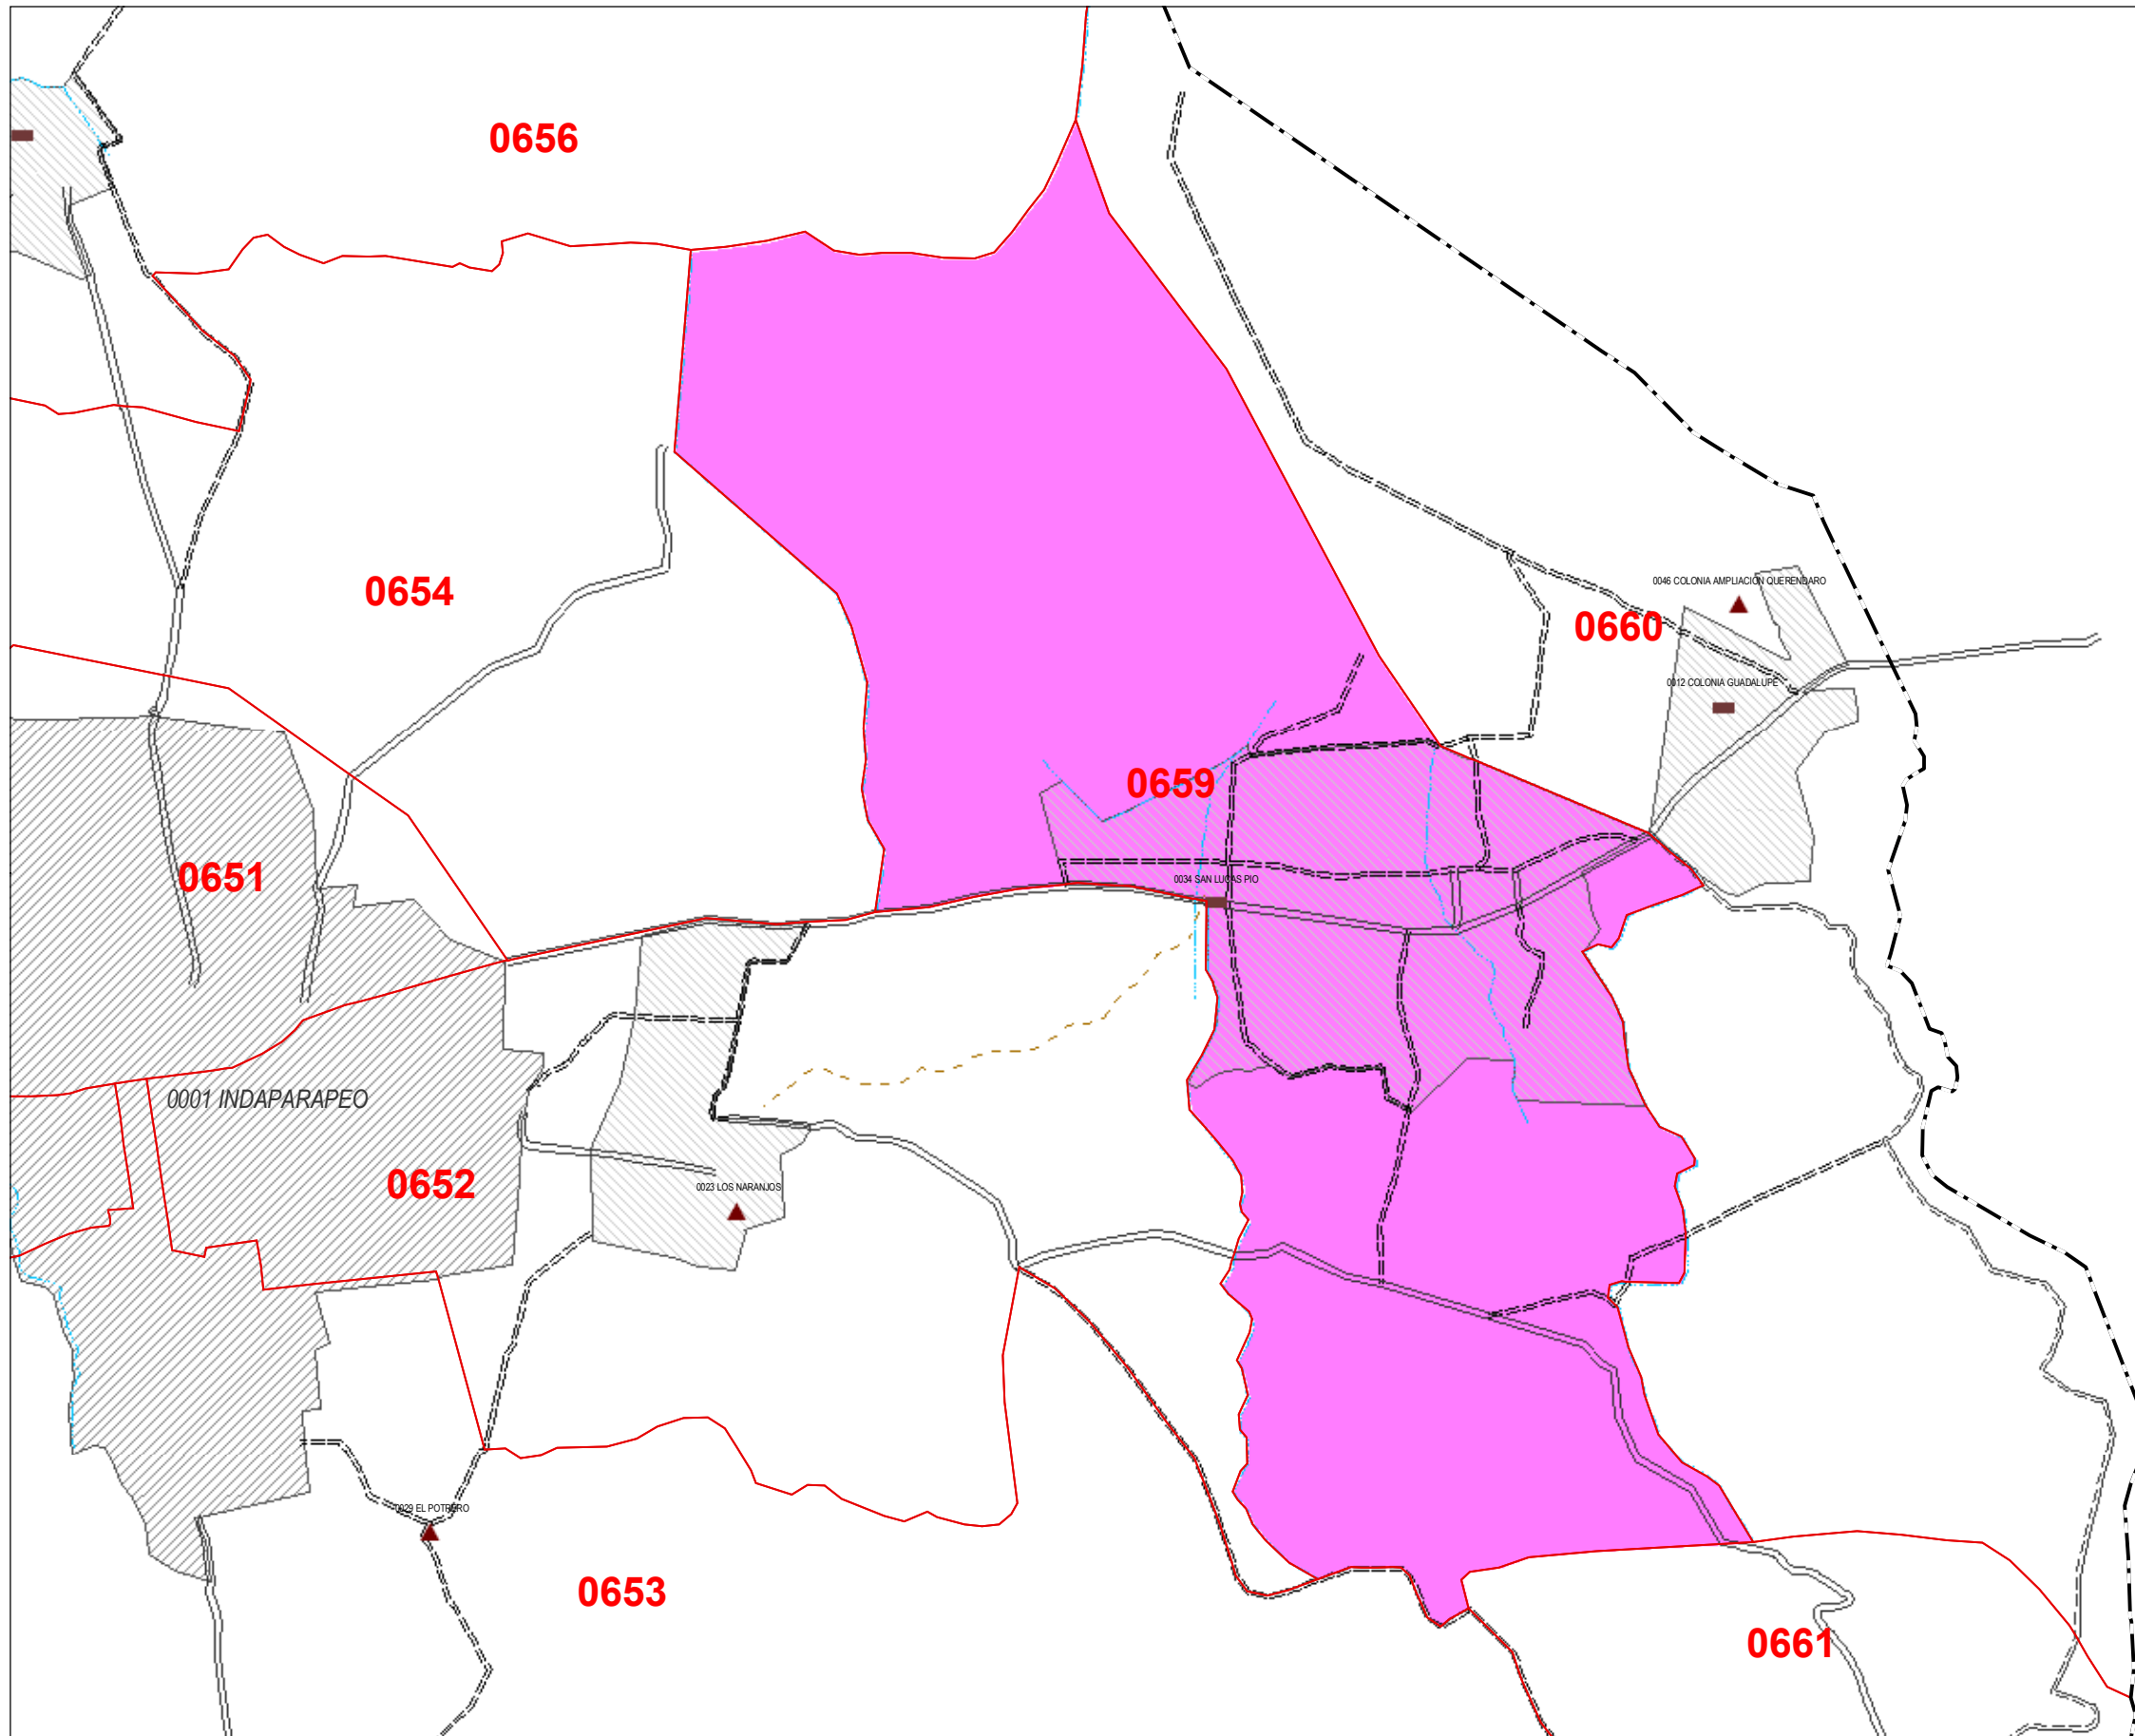 0656
0046 COLONIA AMPLIACION QUERENDARO
0654
0660
0012 COLONIA GUADALUPE
0659
0651
0034 SAN LUCAS PIO
0001 INDAPARAPEO
0652
0023 LOS NARANJOS
0029 EL POTRERO
0653
0661